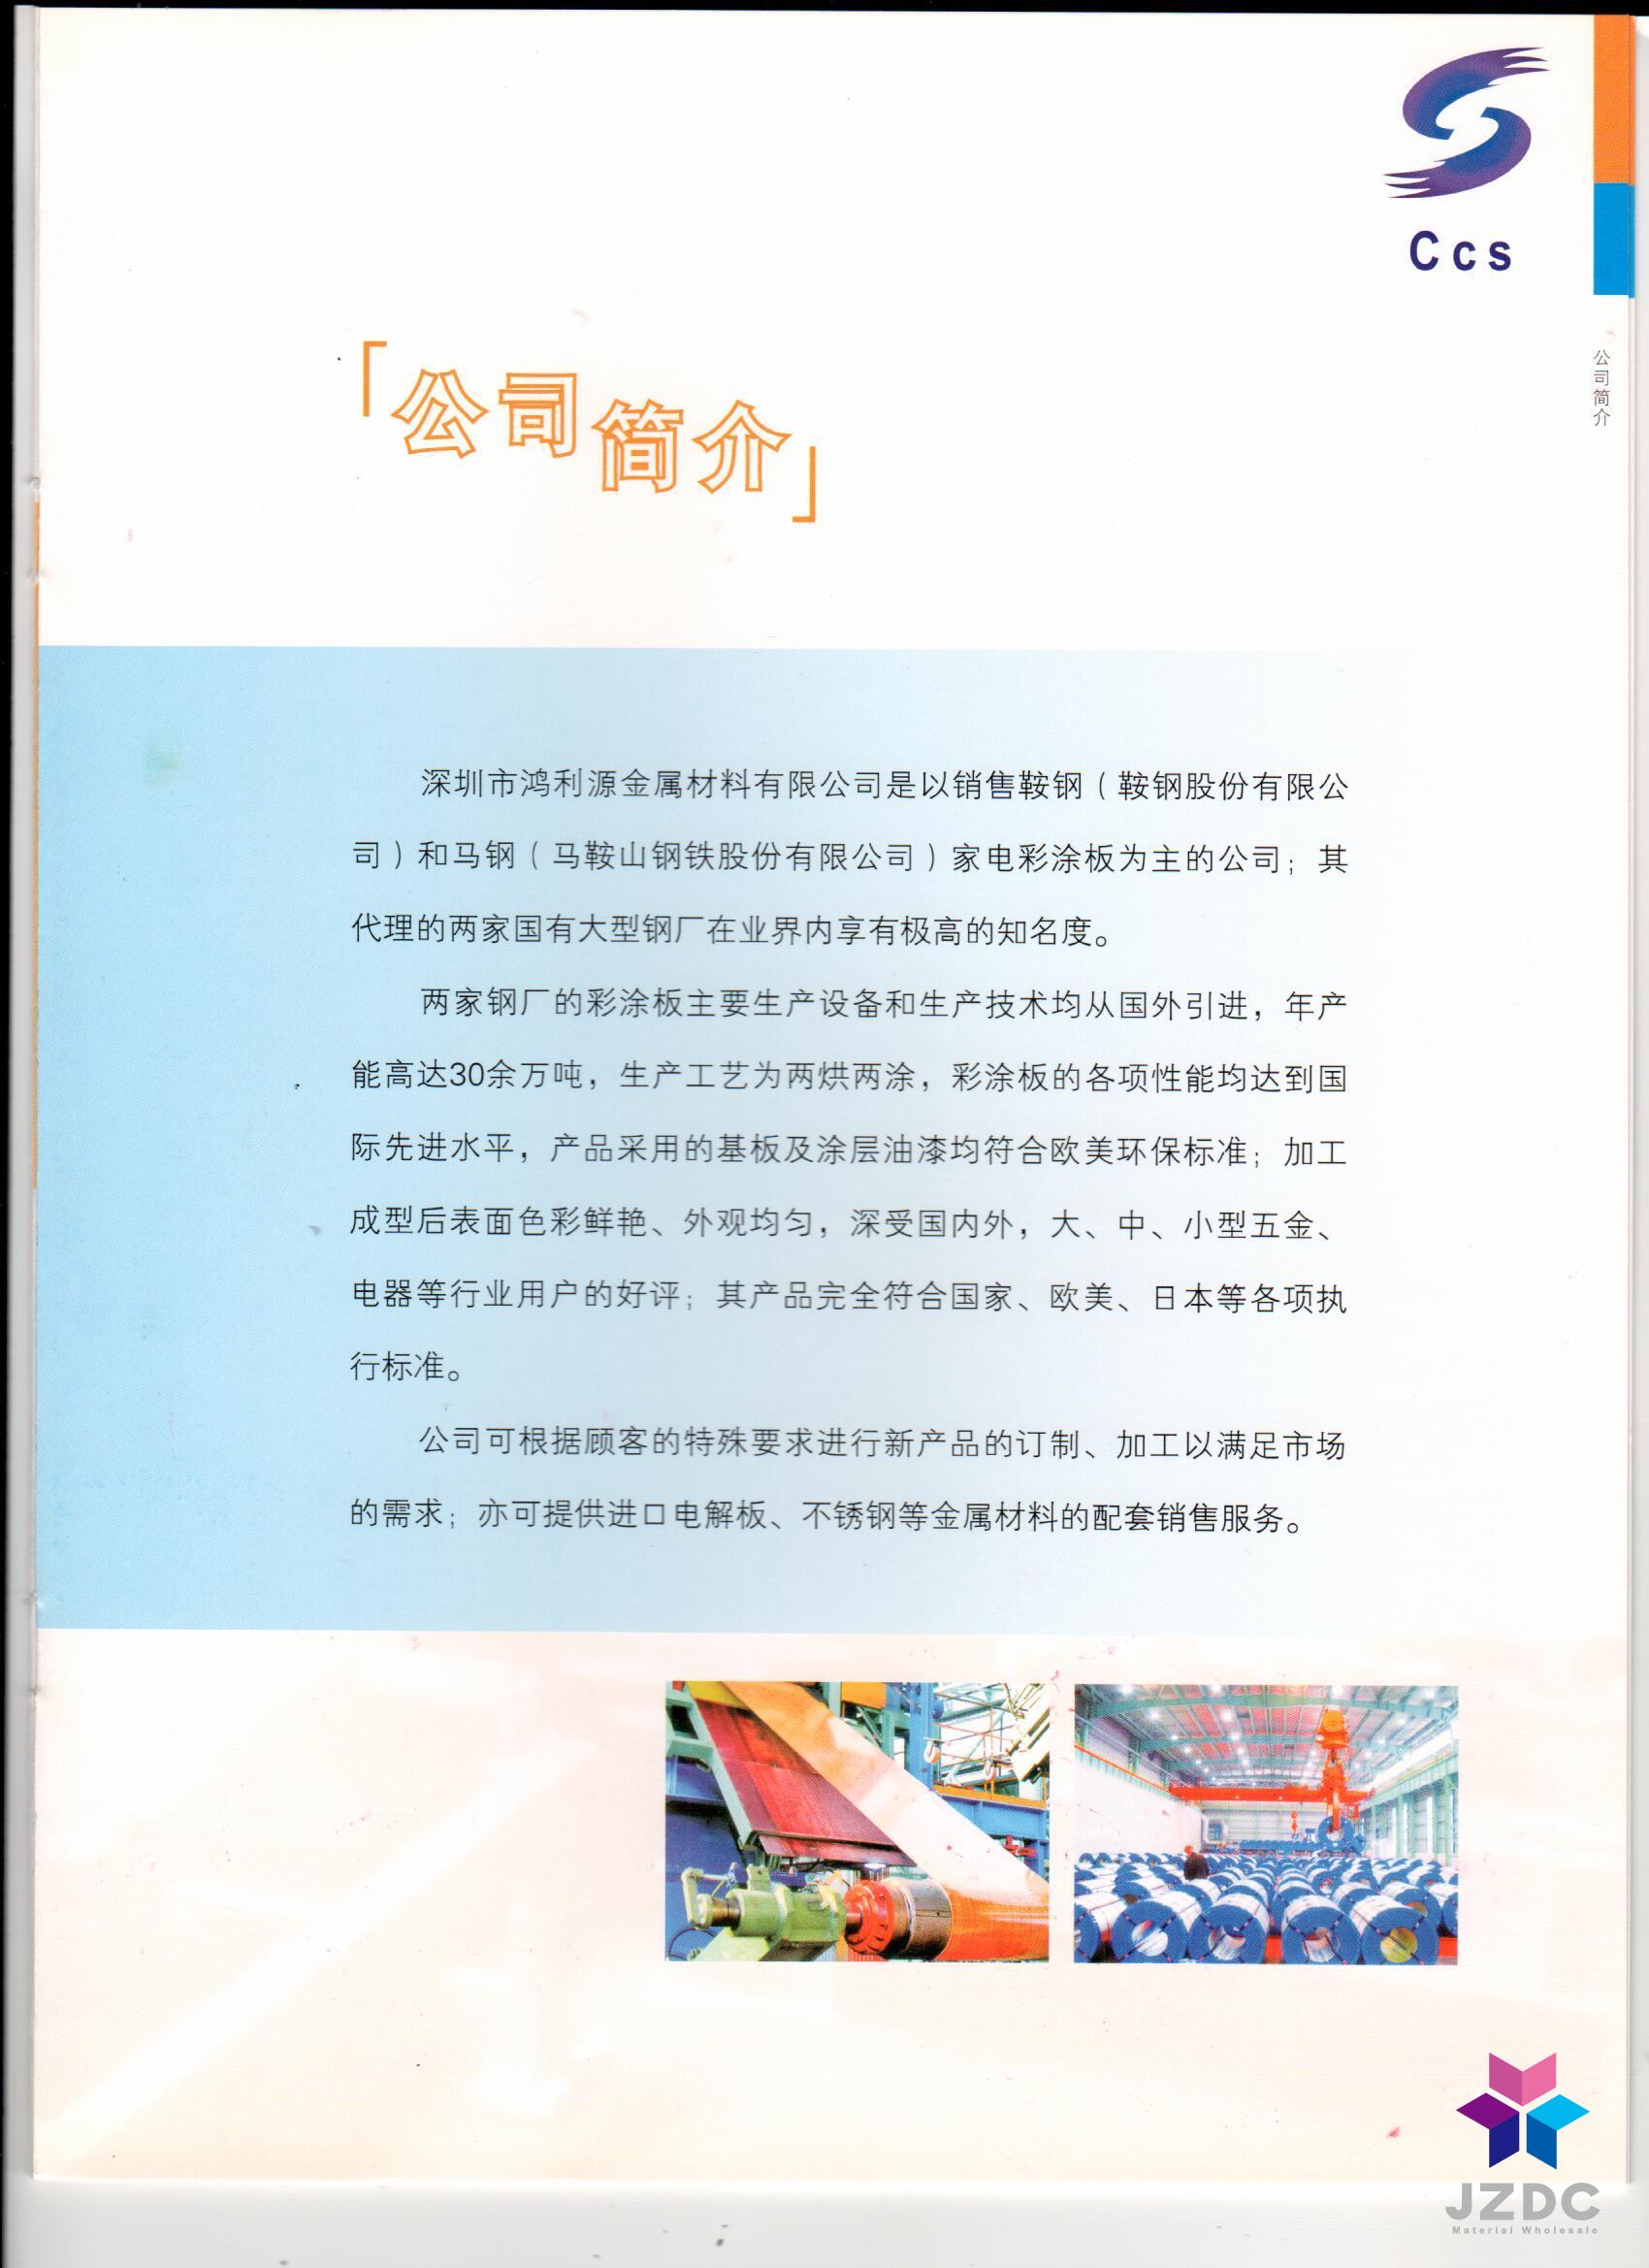 Ccs
公司简介
「公司简介」
深圳市鸿利源金属材料有限公司是以销售鞍钢（鞍钢股份有限公
司）和马钢（马鞍山钢铁股份有限公司）家电彩涂板为主的公司；其
代理的两家国有大型钢厂在业界内享有极高的知名度。
两家钢厂的彩涂板主要生产设备和生产技术均从国外引进，年产
能高达30余万吨，生产工艺为两烘两涂，彩涂板的各项性能均达到国
际先进水平，产品采用的基板及涂层油漆均符合欧美环保标准；加工
成型后表面色彩鲜艳、外观均匀，深受国内外，大、中、小型五金、
电器等行业用户的好评；其产品完全符合国家、欧美、日本等各项执
行标准。
公司可根据顾客的特殊要求进行新产品的订制、加工以满足市场
的需求；亦可提供进口电解板、不锈钢等金属材料的配套销售服务。
JZDC
Material Wholesale